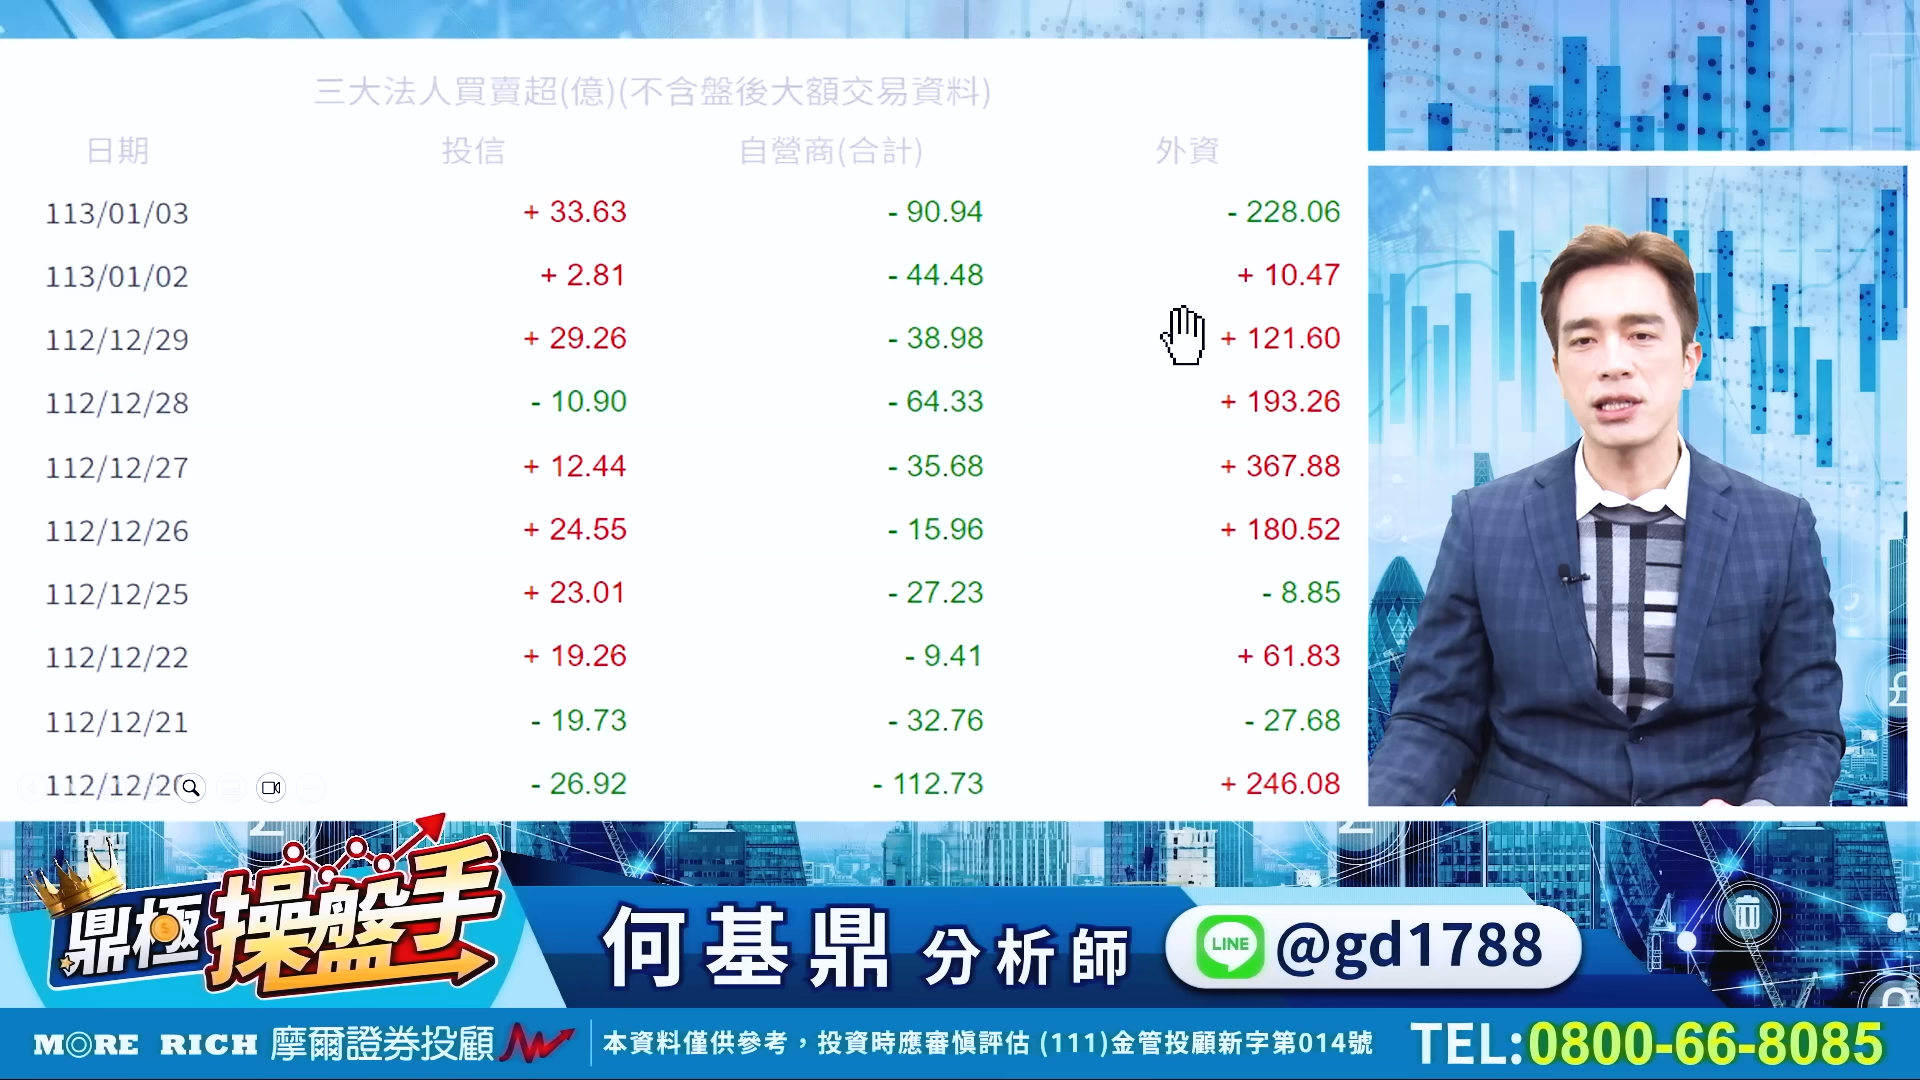 三大法人買賣超(億)(不含盤後大額交易資料)
日期 投信 自營商(合計) 外資
113/01/03 + 33.63 - 90.94 - 228.06
113/01/02 + 2.81 - 44.48 + 10.47
112/12/29 + 29.26 - 38.98 + 121.60
112/12/28 - 10.90 - 64.33 + 193.26
112/12/27 + 12.44 - 35.68 + 367.88
112/12/26 + 24.55 - 15.96 + 180.52
112/12/25 + 23.01 - 27.23 - 8.85
112/12/22 + 19.26 - 9.41 + 61.83
112/12/21 - 19.73 - 32.76 - 27.68
112/12/20 - 26.92 - 112.73 + 246.08
鼎極操盤手
何基鼎 分析師
LINE @gd1788
MORE RICH 摩爾證券投顧
本資料僅供參考，投資時應審慎評估 (111)金管投顧新字第014號
TEL:0800-66-8085